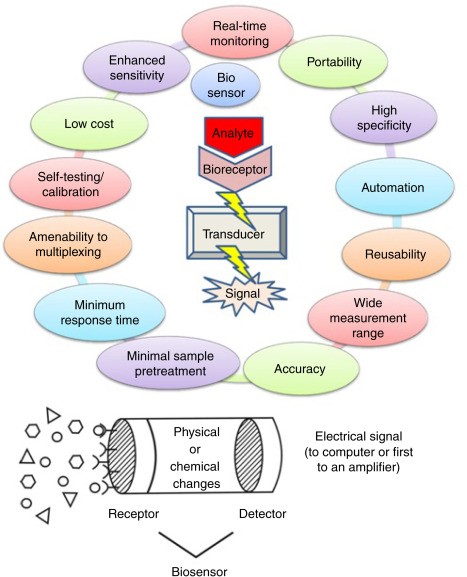 Real-time
monitoring
Enhanced
sensitivity
Portability
Bio
sensor
Low cost
High
specificity
Analyte
Bioreceptor
Self-testing/
calibration
Automation
Amenability to
multiplexing
Transducer
Reusability
Signal
Minimum
response time
Wide
measurement
range
Minimal sample
pretreatment
Accuracy
Physical
or
chemical
changes
Electrical signal
(to computer or first
to an amplifier)
Receptor
Detector
Biosensor